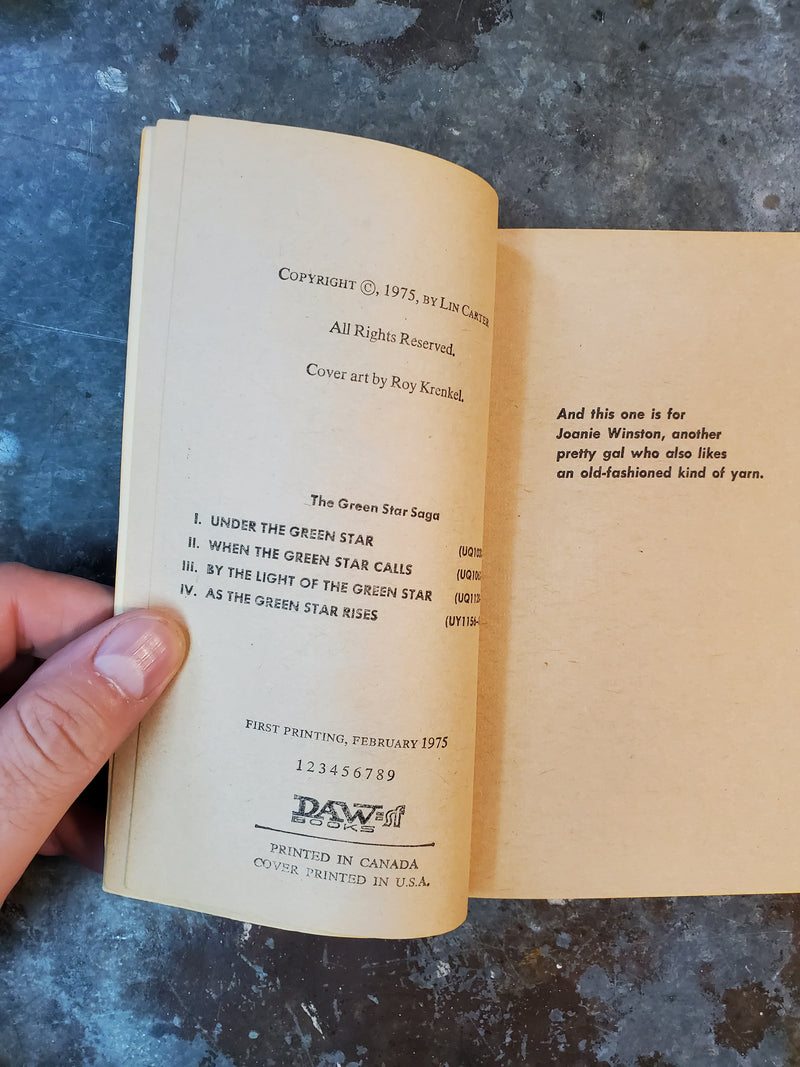 COPYRIGHT ©, 1975, BY LIN CARTER
All Rights Reserved.
Cover art by Roy Krenkel.
The Green Star Saga
I. UNDER THE GREEN STAR
II. WHEN THE GREEN STAR CALLS
III. BY THE LIGHT OF THE GREEN STAR
IV. AS THE GREEN STAR RISES
FIRST PRINTING, FEBRUARY 1975
1 2 3 4 5 6 7 8 9
DAW=sf
BOOKS
PRINTED IN CANADA
COVER PRINTED IN U.S.A.
And this one is for
Joanie Winston, another
pretty gal who also likes
an old-fashioned kind of yarn.